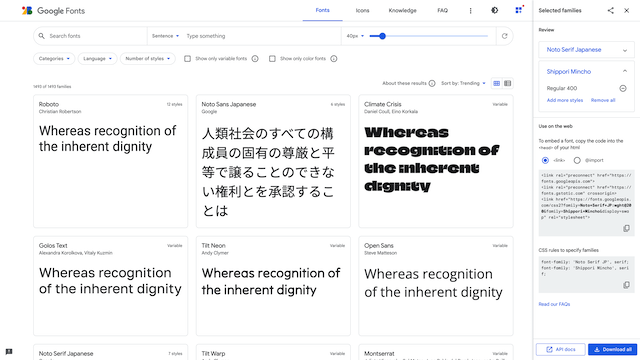 Google Fonts
Fonts
Icons
Knowledge
FAQ
Search fonts
Sentence
Type something
40px
Categories
Language
Number of styles
Show only variable fonts
Show only color fonts
1493 of 1493 families
About these results
Sort by: Trending
Roboto
12 styles
Christian Robertson
Whereas recognition of
the inherent dignity
Noto Sans Japanese
6 styles
Google
人類社会のすべての構
成員の固有の尊厳と平
等で譲ることのできな
い権利とを承認するこ
とは
Climate Crisis
Variable
Daniel Coull, Eino Korkala
Whereas
recognition of
the inherent
dignity
Golos Text
Variable
Alexandra Korolkova, Vitaly Kuzmin
Whereas recognition
of the inherent dignity
Tilt Neon
Variable
Andy Clymer
Whereas recognition of
the inherent dignity
Open Sans
Variable
Steve Matteson
Whereas recognition
of the inherent dignity
Noto Serif Japanese
7 styles
Tilt Warp
Variable
Montserrat
Variable
Selected families
Review
Noto Serif Japanese
Shippori Mincho
Regular 400
Add more styles
Remove all
Use on the web
To embed a font, copy the code into the
<head> of your html
<link>
@import
<link rel="preconnect" href="https://
fonts.googleapis.com">
<link rel="preconnect" href="https://
fonts.gstatic.com" crossorigin>
<link href="https://fonts.googleapis.
com/css2?family=Noto+Serif+JP:wght@20
0&family=Shippori+Mincho&display=swa
p" rel="stylesheet">
CSS rules to specify families
font-family: 'Noto Serif JP', serif;
font-family: 'Shippori Mincho', seri
f;
Read our FAQs
API docs
Download all